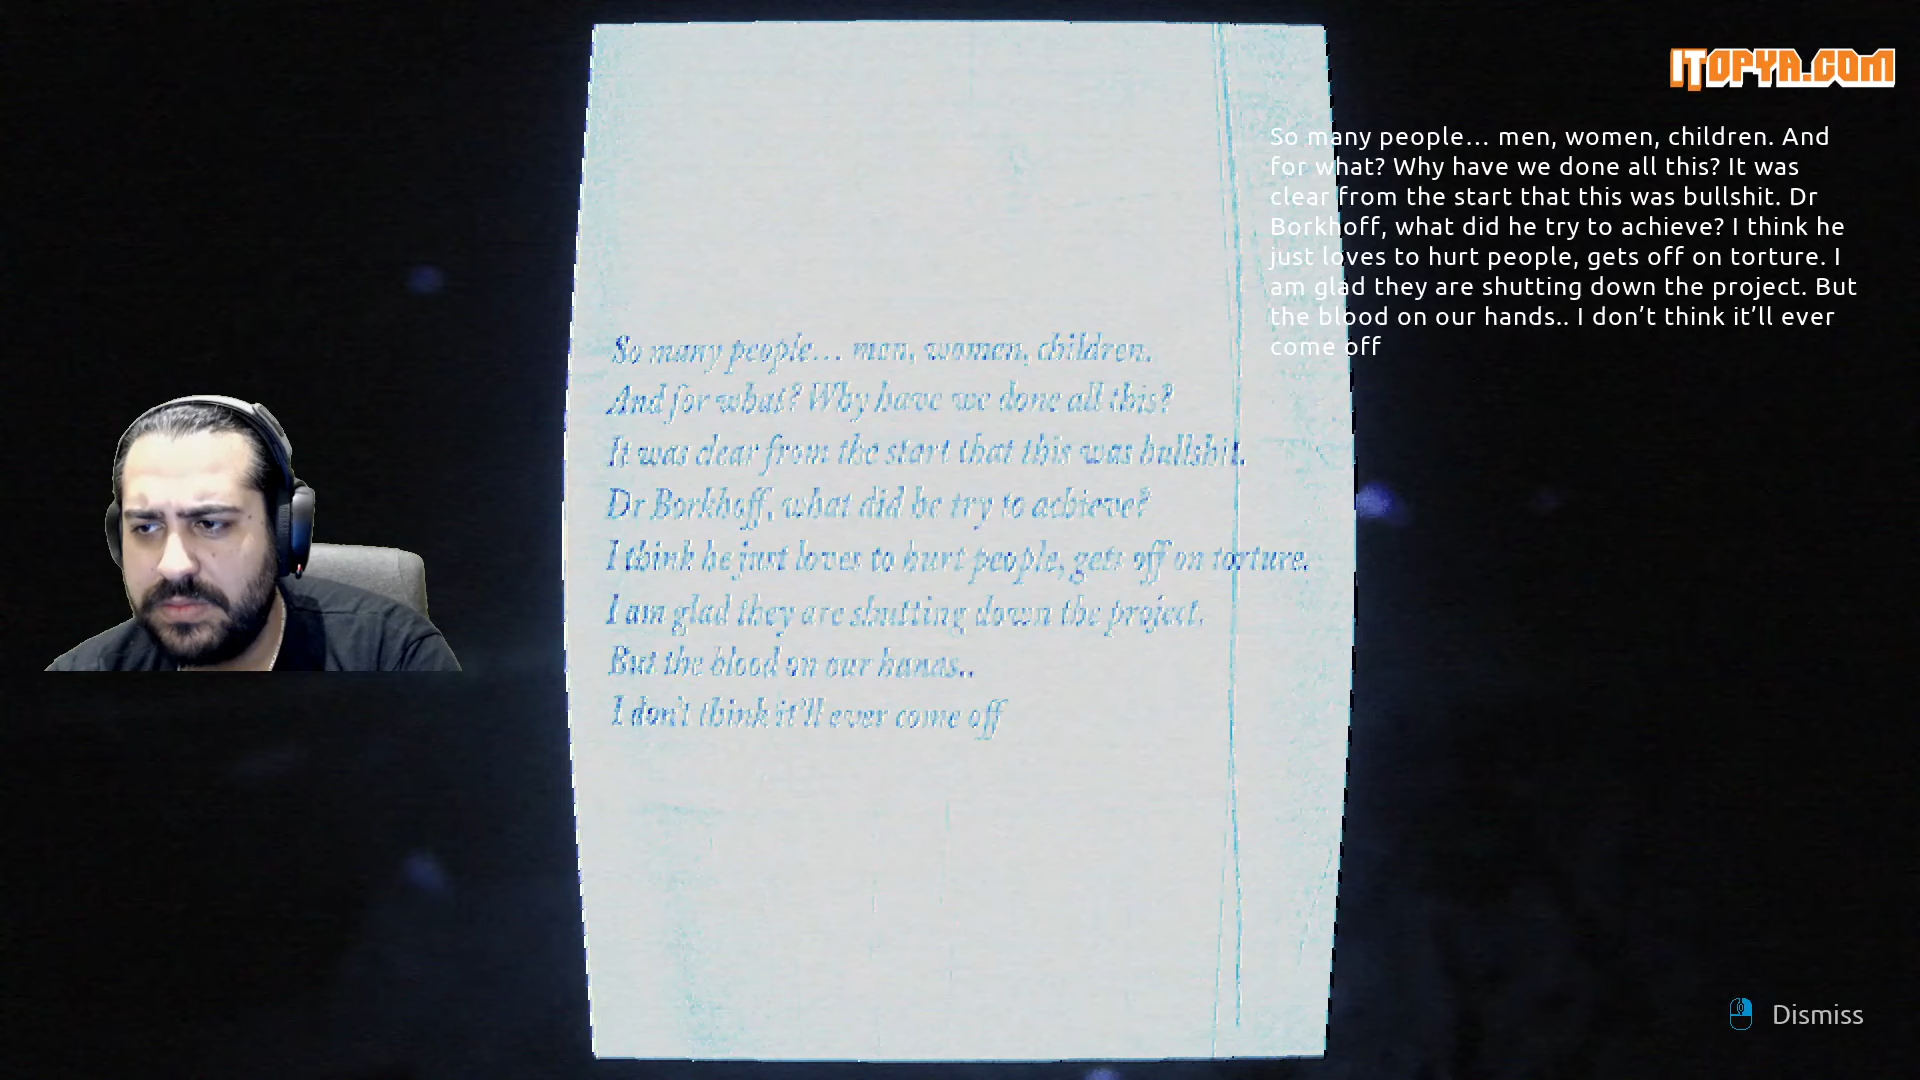 ITOPYA.COM
So many people… men, women, children. And
for what? Why have we done all this? It was
clear from the start that this was bullshit. Dr
Borkhoff, what did he try to achieve? I think he
just loves to hurt people, gets off on torture. I
am glad they are shutting down the project. But
the blood on our hands.. I don’t think it’ll ever
come off
So many people… men, women, children.
And for what? Why have we done all this?
It was clear from the start that this was bullshit.
Dr Borkhoff, what did he try to achieve?
I think he just loves to hurt people, gets off on torture.
I am glad they are shutting down the project.
But the blood on our hands..
I don't think it'll ever come off
Dismiss